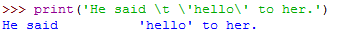 >>> print('He said \t \'hello\' to her.')
He said 	 'hello' to her.